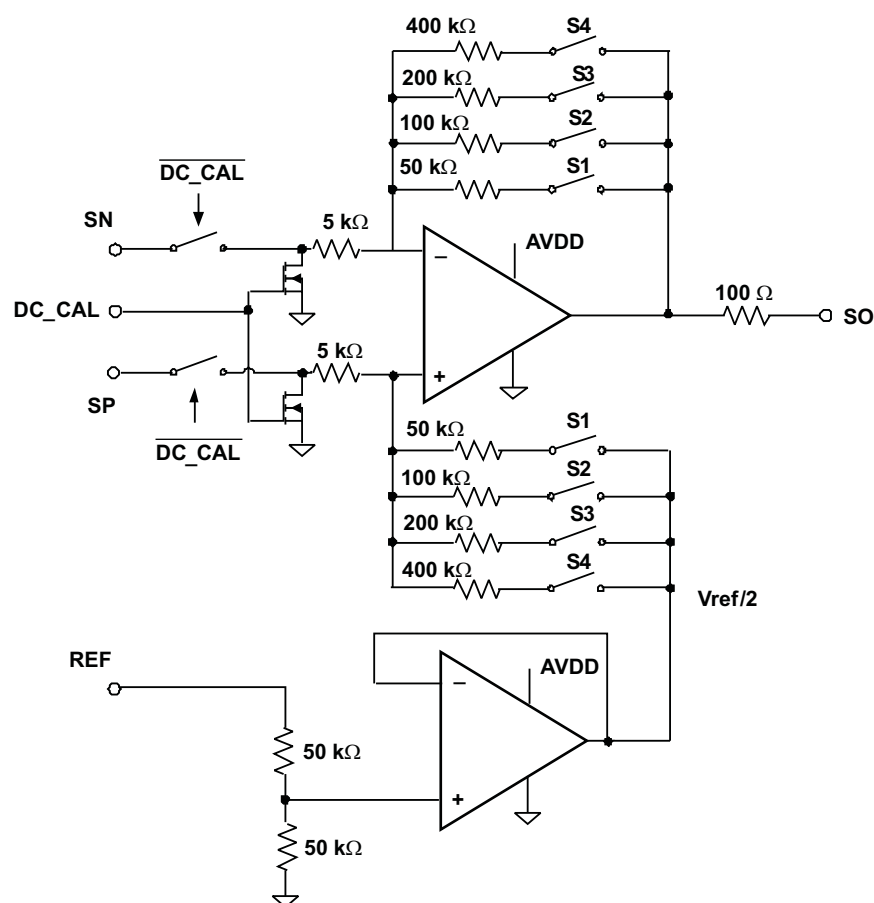 400 kΩ
S4
200 kΩ
S3
100 kΩ
S2
50 kΩ
S1
DC_CAL
SN
5 kΩ
AVDD
−
DC_CAL
100 Ω
SO
5 kΩ
+
SP
DC_CAL
50 kΩ
S1
100 kΩ
S2
200 kΩ
S3
400 kΩ
S4
Vref/2
REF
AVDD
−
50 kΩ
+
50 kΩ